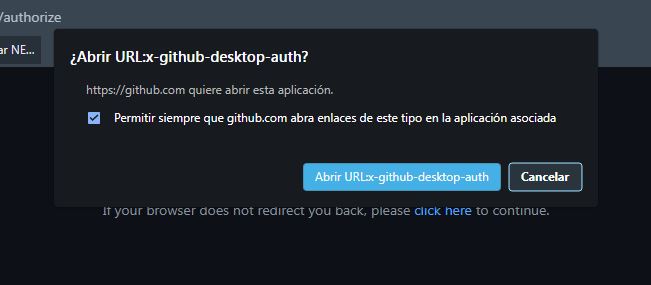 /authorize
ar NE...
¿Abrir URL:x-github-desktop-auth?
https://github.com quiere abrir esta aplicación.
Permitir siempre que github.com abra enlaces de este tipo en la aplicación asociada
Abrir URL:x-github-desktop-auth
Cancelar
If your browser does not redirect you back, please click here to continue.